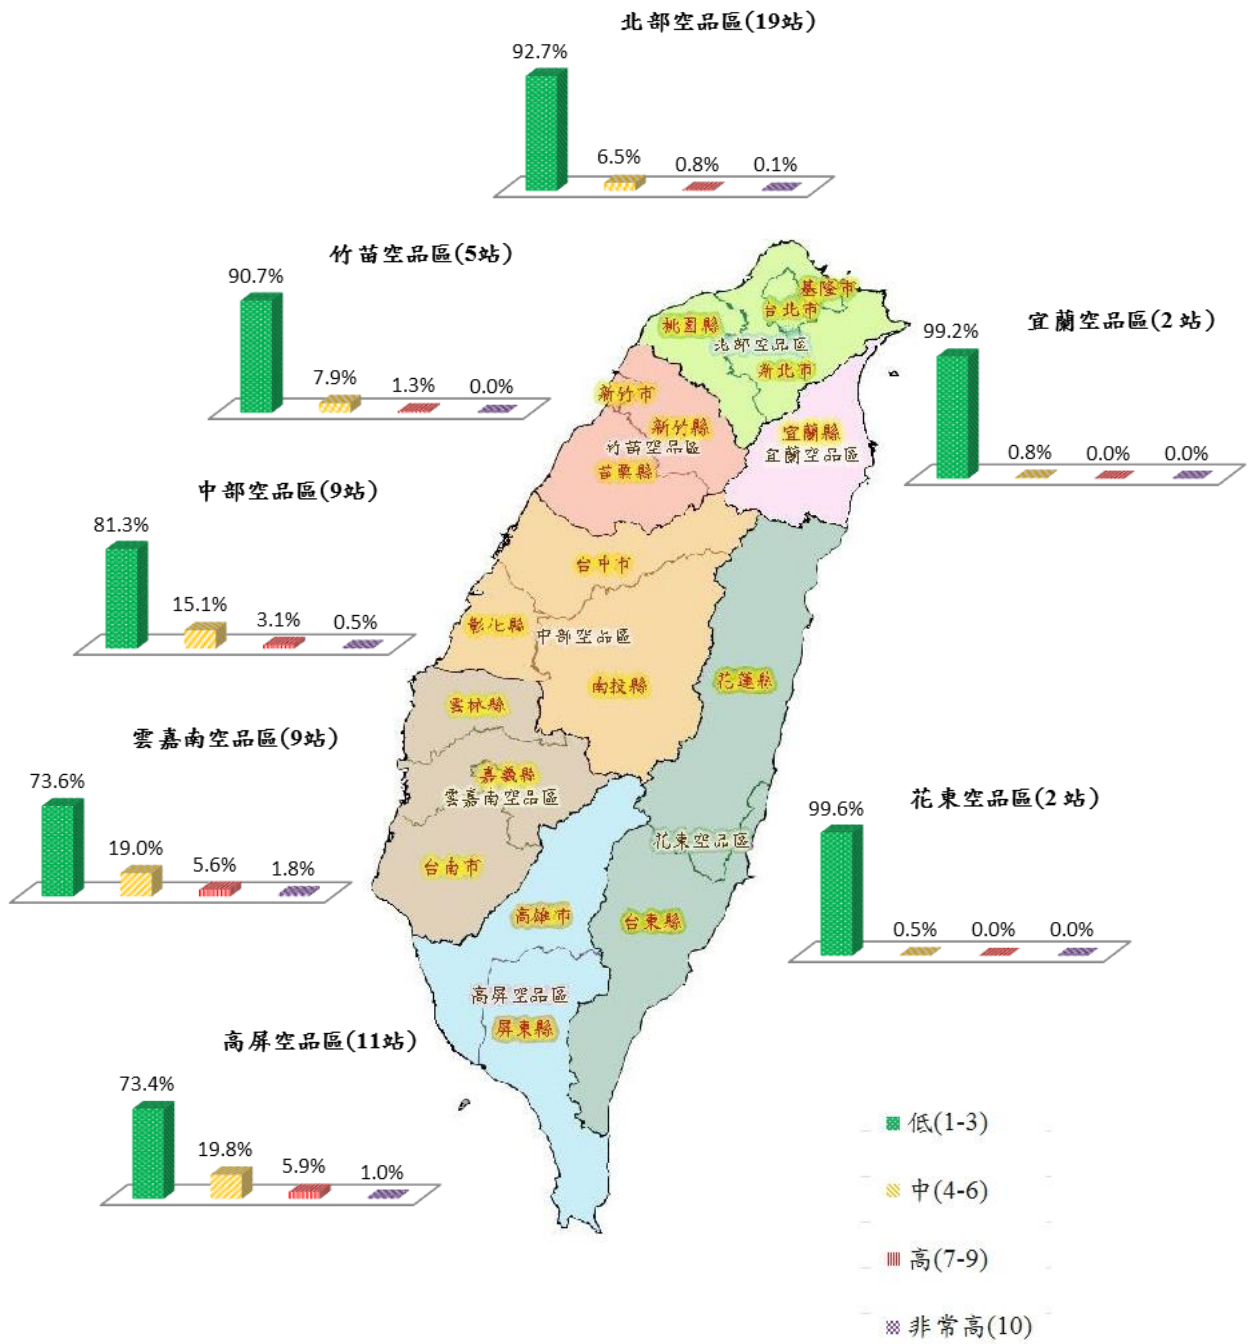 北部空品區(19站)
92.7%
6.5%
0.8%
0.1%
竹苗空品區(5站)
90.7%
7.9%
1.3%
0.0%
宜蘭空品區(2 站)
99.2%
0.8%
0.0%
0.0%
中部空品區(9站)
81.3%
15.1%
3.1%
0.5%
雲嘉南空品區(9站)
73.6%
19.0%
5.6%
1.8%
花東空品區(2 站)
99.6%
0.5%
0.0%
0.0%
高屏空品區(11站)
73.4%
19.8%
5.9%
1.0%
基隆市
台北市
桃園縣
北部空品區
新北市
新竹市
新竹縣
竹苗空品區
苗栗縣
宜蘭縣
宜蘭空品區
台中市
彰化縣
中部空品區
南投縣
花蓮縣
雲林縣
嘉義縣
雲嘉南空品區
花東空品區
台南市
高雄市
台東縣
高屏空品區
屏東縣
低(1-3)
中(4-6)
高(7-9)
非常高(10)